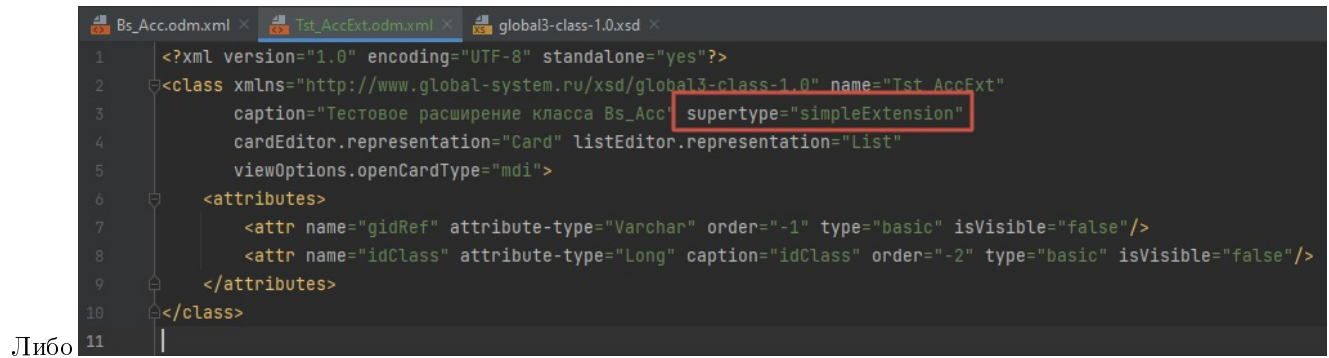 Bs_Acc.odm.xml × Tst_AccExt.odm.xml × global3-class-1.0.xsd ×
1 <?xml version="1.0" encoding="UTF-8" standalone="yes"?>
2 <class xmlns="http://www.global-system.ru/xsd/global3-class-1.0" name="Tst_AccExt"
3 caption="Тестовое расширение класса Bs_Acc" supertype="simpleExtension"
4 cardEditor.representation="Card" listEditor.representation="List"
5 viewOptions.openCardType="mdi">
6 <attributes>
7 <attr name="gidRef" attribute-type="Varchar" order="-1" type="basic" isVisible="false"/>
8 <attr name="idClass" attribute-type="Long" caption="idClass" order="-2" type="basic" isVisible="false"/>
9 </attributes>
10 </class>
Либо 11